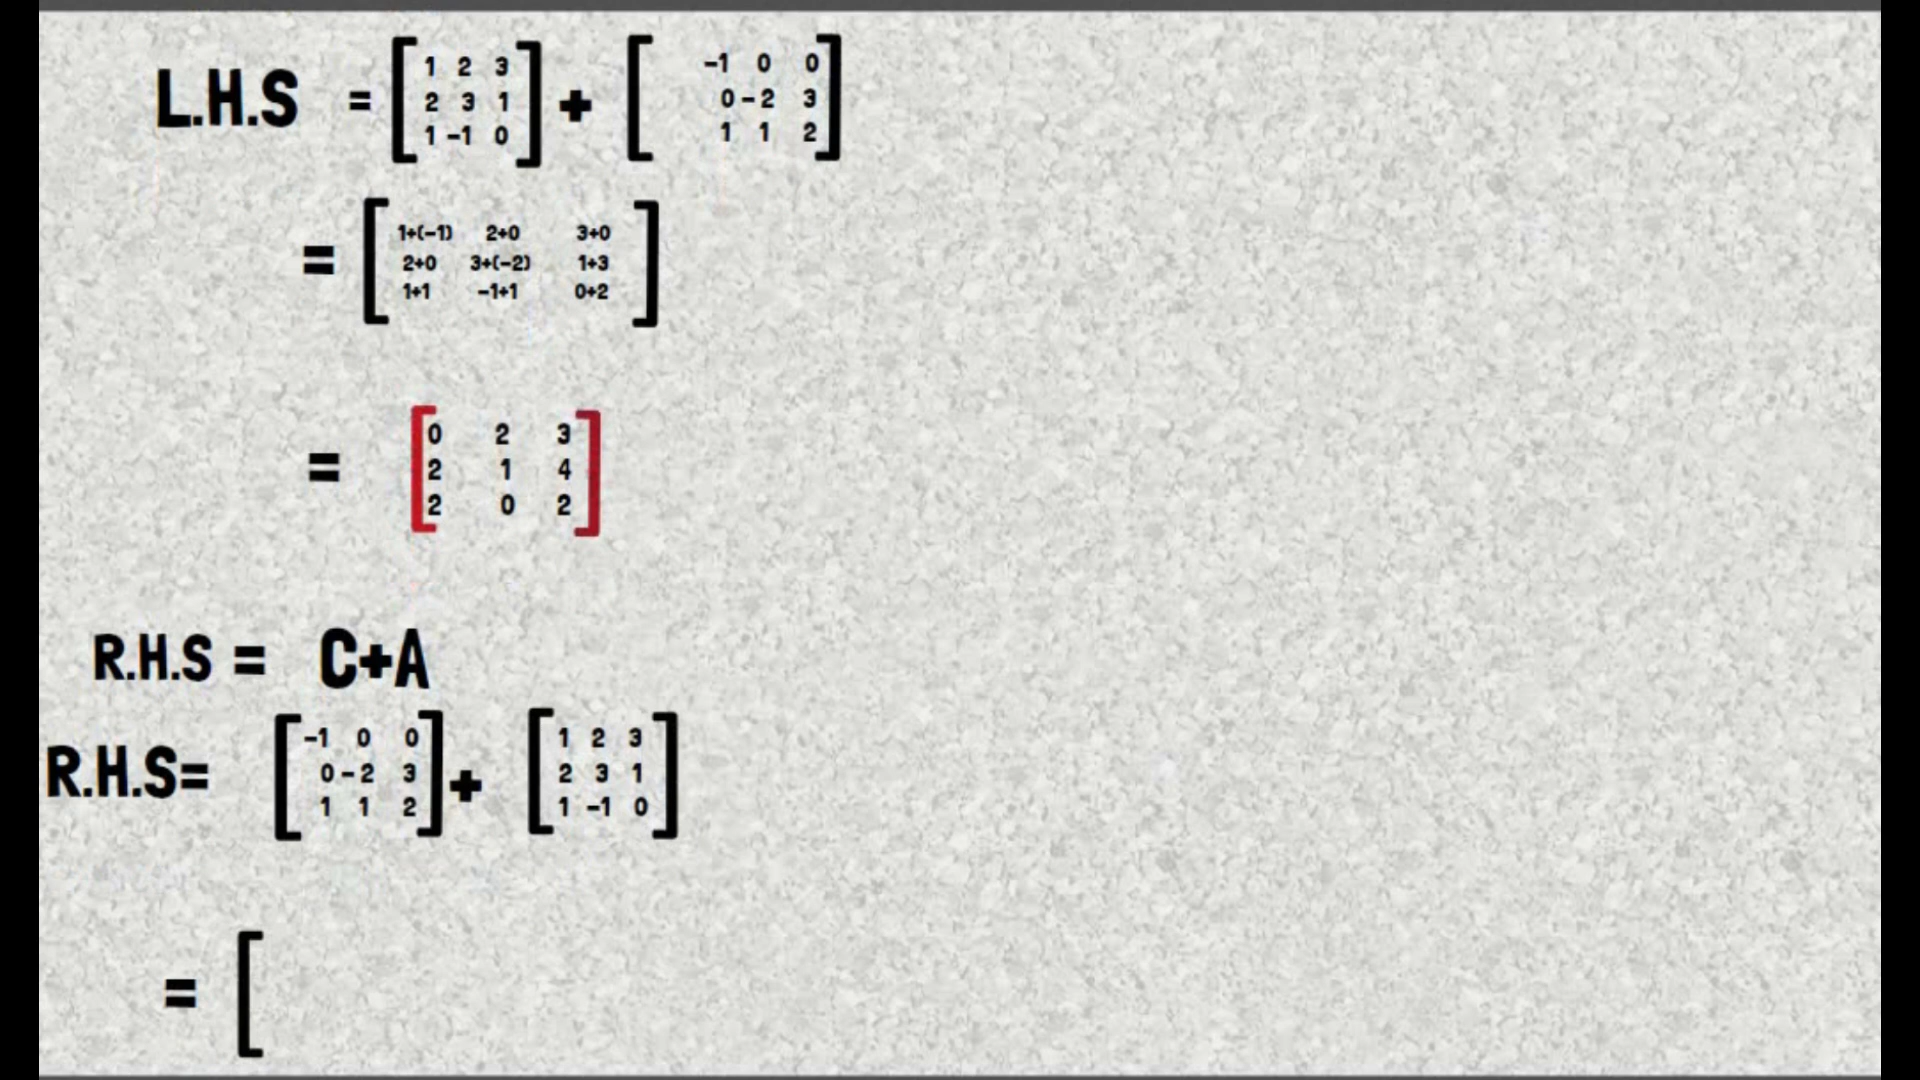 L.H.S = [ 1 2 3 ] + [ -1 0 0 ]
2 3 1 0 -2 3
1 -1 0 1 1 2
= [ 1+(-1) 2+0 3+0 ]
2+0 3+(-2) 1+3
1+1 -1+1 0+2
= [ 0 2 3 ]
2 1 4
2 0 2
R.H.S = C+A
R.H.S= [ -1 0 0 ] + [ 1 2 3 ]
0 -2 3 2 3 1
1 1 2 1 -1 0
= [